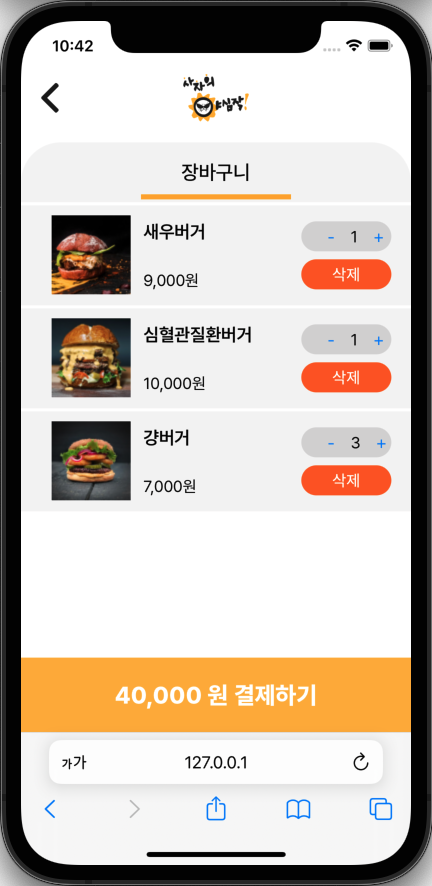 10:42
사자의
야심작!
장바구니
새우버거
- 1 +
9,000원
삭제
심혈관질환버거
- 1 +
10,000원
삭제
걍버거
- 3 +
7,000원
삭제
40,000 원 결제하기
가가
127.0.0.1